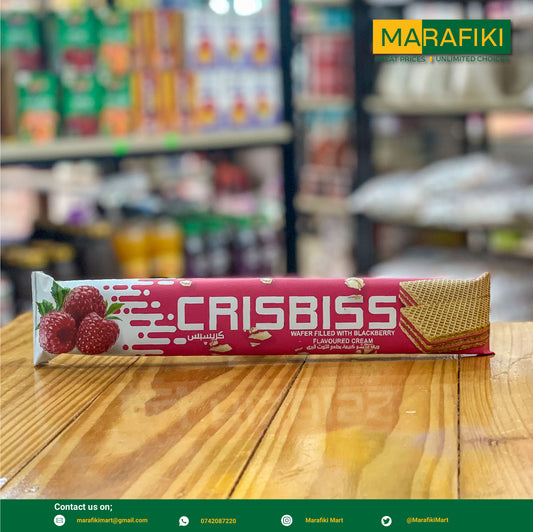 MARAFIKI
GREAT PRICES UNLIMITED CHOICES
CRISBISS
كريسبس
WAFER FILLED WITH BLACKBERRY
FLAVOURED CREAM
Contact us on;
marafikimart@gmail.com
0742087220
Marafiki Mart
@MarafikiMart